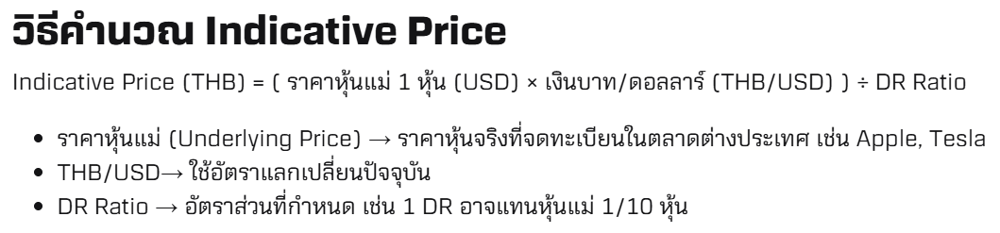 วิธีคำนวณ Indicative Price
Indicative Price (THB) = ( ราคาหุ้นแม่ 1 หุ้น (USD) × เงินบาท/ดอลลาร์ (THB/USD) ) ÷ DR Ratio
• ราคาหุ้นแม่ (Underlying Price) → ราคาหุ้นจริงที่จดทะเบียนในตลาดต่างประเทศ เช่น Apple, Tesla
• THB/USD→ ใช้อัตราแลกเปลี่ยนปัจจุบัน
• DR Ratio → อัตราส่วนที่กำหนด เช่น 1 DR อาจแทนหุ้นแม่ 1/10 หุ้น